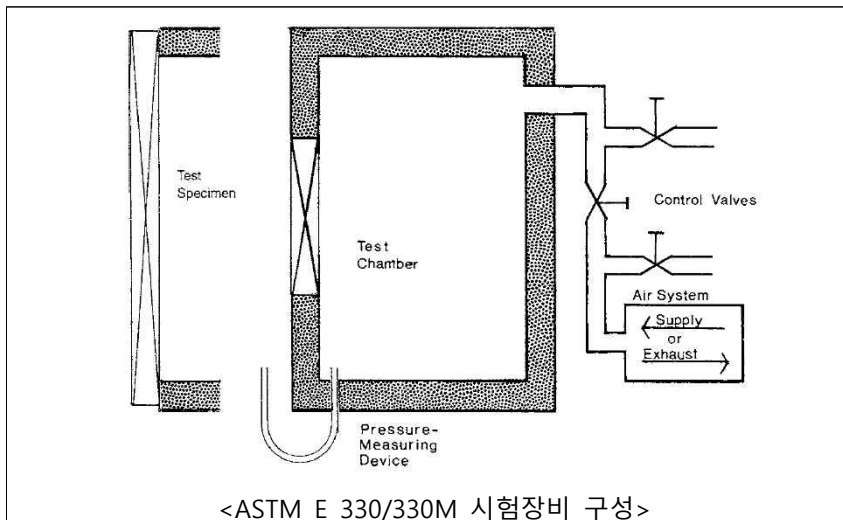 Test
Specimen
Test
Chamber
Control Valves
Air System
Supply
or
Exhaust
Pressure-
Measuring
Device
<ASTM E 330/330M 시험장비 구성>